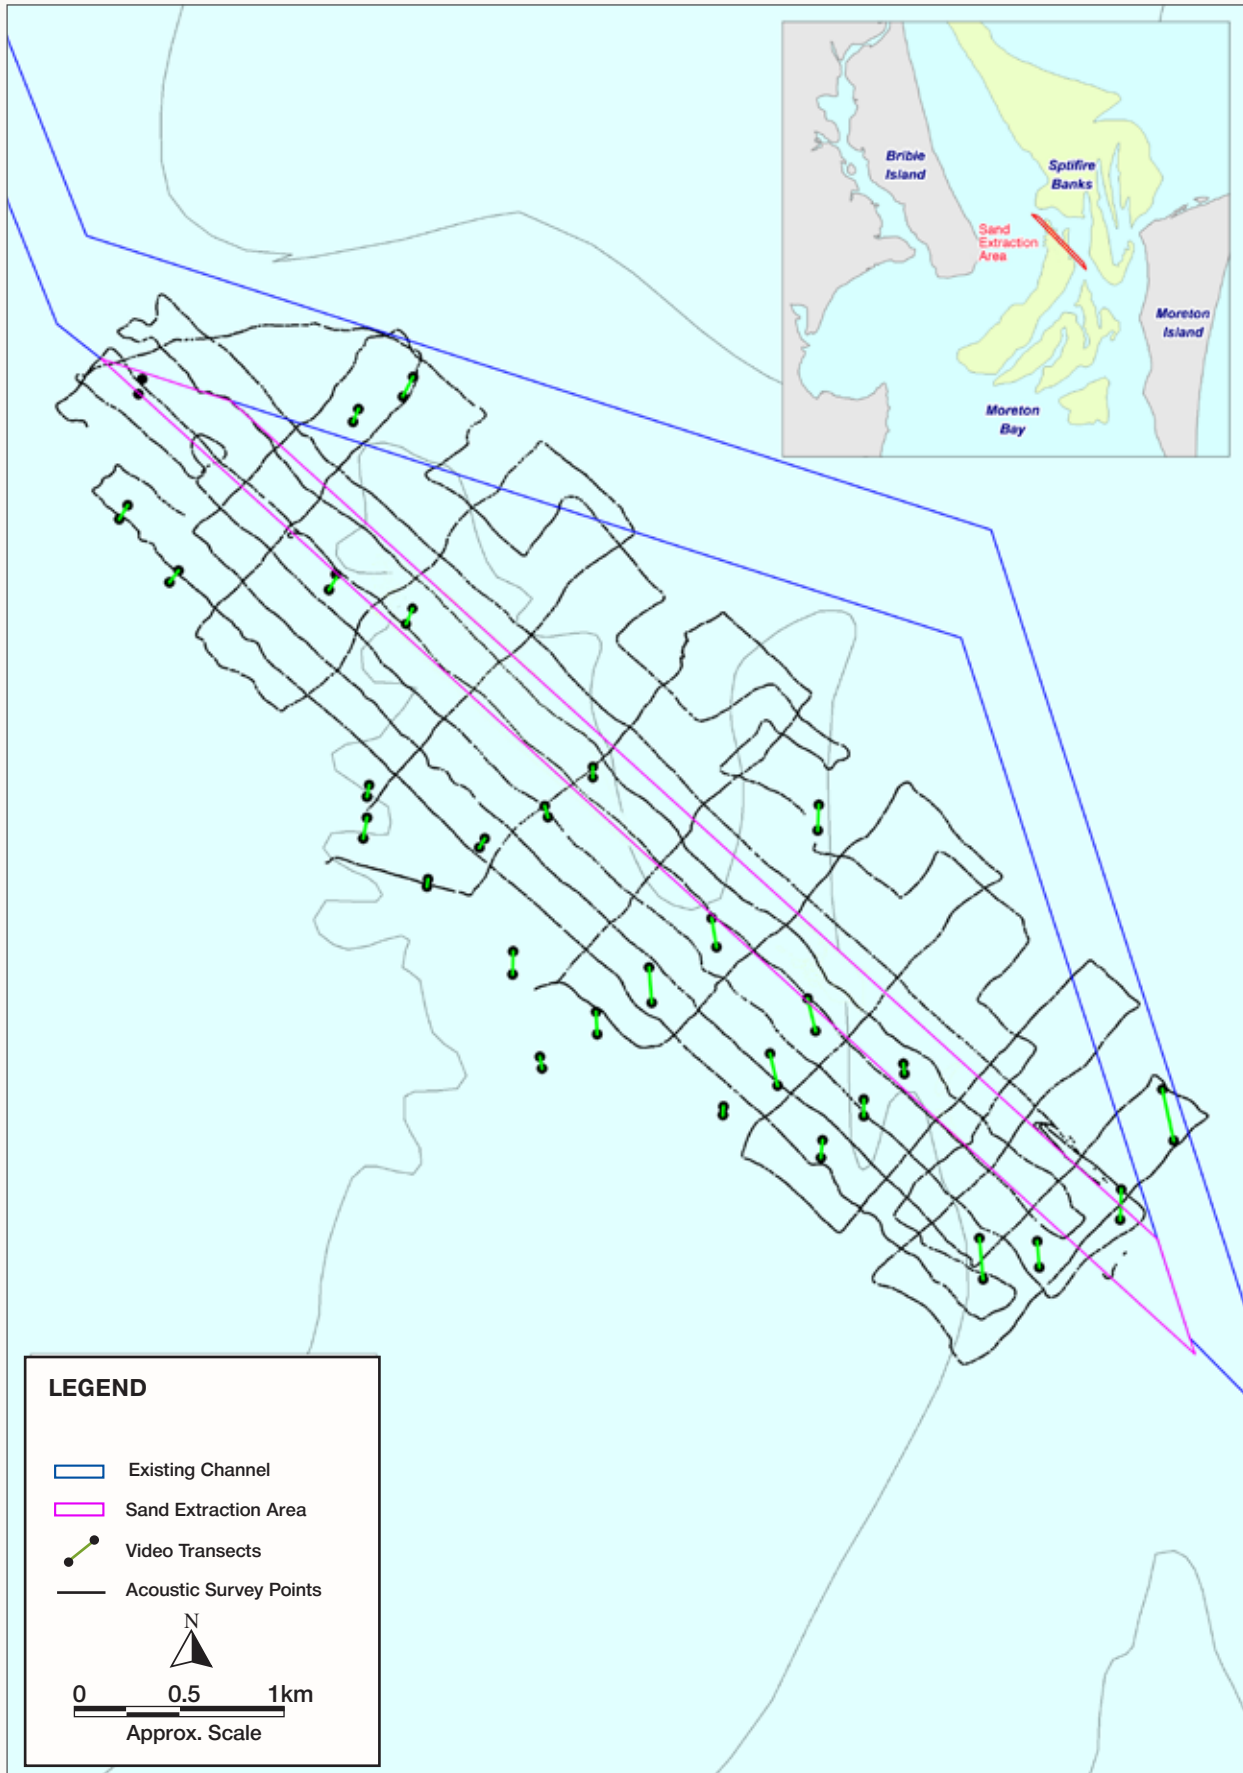 Bribie
Island
Sptifire
Banks
Sand
Extraction
Area
Moreton
Island
Moreton
Bay
LEGEND
Existing Channel
Sand Extraction Area
Video Transects
Acoustic Survey Points
N
0 0.5 1km
Approx. Scale